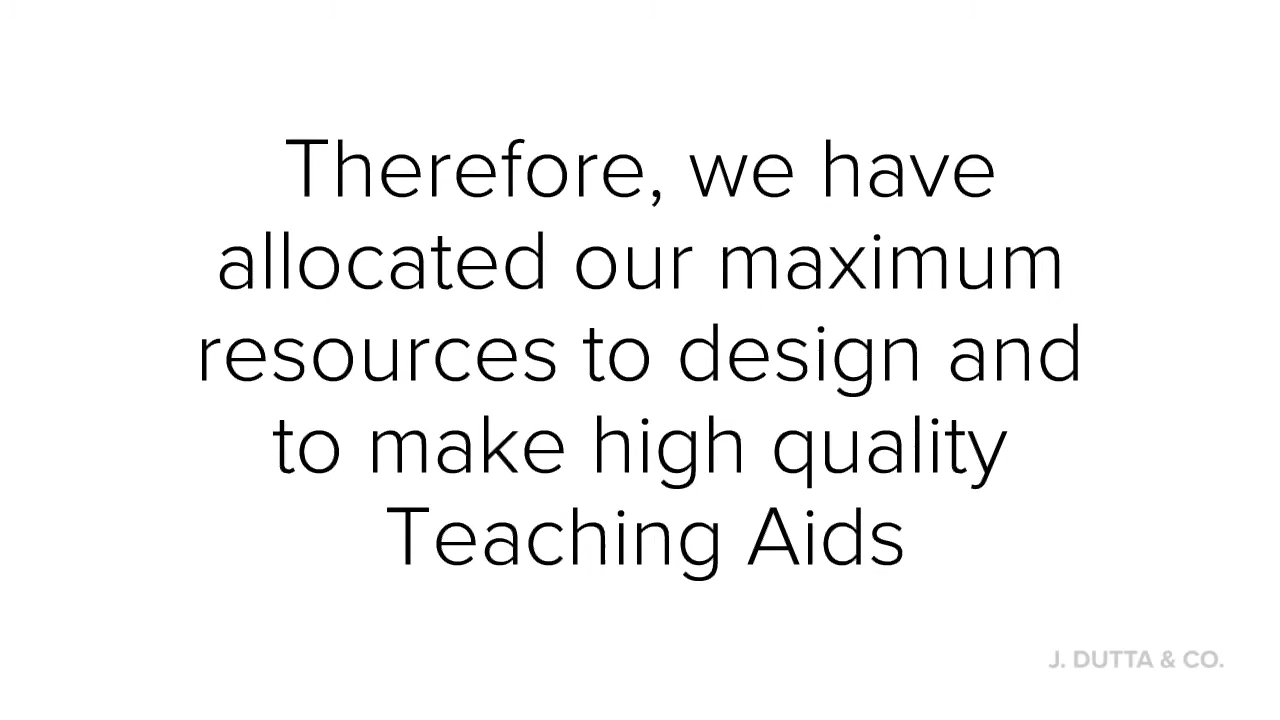 Therefore, we have
allocated our maximum
resources to design and
to make high quality
Teaching Aids
J. DUTTA & CO.